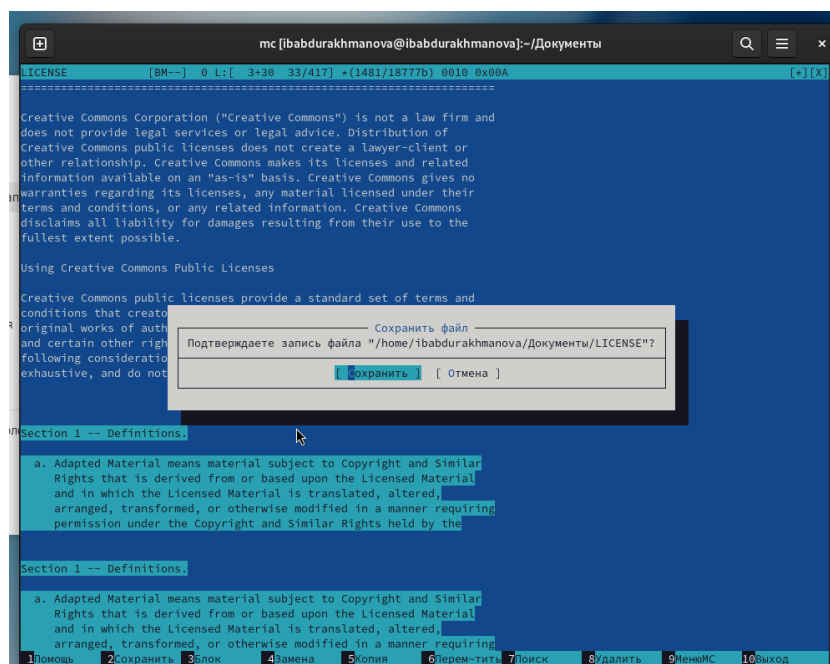 mc [ibabdurakhmanova@ibabdurakhmanova]:~/Документы
LICENSE [BM--] 0 L:[ 3+30 33/417] *(1481/18777b) 0010 0x00A [*][X]
=======================================================================
Creative Commons Corporation ("Creative Commons") is not a law firm and
does not provide legal services or legal advice. Distribution of
Creative Commons public licenses does not create a lawyer-client or
other relationship. Creative Commons makes its licenses and related
information available on an "as-is" basis. Creative Commons gives no
warranties regarding its licenses, any material licensed under their
terms and conditions, or any related information. Creative Commons
disclaims all liability for damages resulting from their use to the
fullest extent possible.
Using Creative Commons Public Licenses
Creative Commons public licenses provide a standard set of terms and
conditions that creato
original works of auth
and certain other righ
following consideratio
exhaustive, and do not
Сохранить файл
Подтверждаете запись файла "/home/ibabdurakhmanova/Документы/LICENSE"?
[ Сохранить ] [ Отмена ]
Section 1 -- Definitions.
a. Adapted Material means material subject to Copyright and Similar
Rights that is derived from or based upon the Licensed Material
and in which the Licensed Material is translated, altered,
arranged, transformed, or otherwise modified in a manner requiring
permission under the Copyright and Similar Rights held by the
Section 1 -- Definitions.
a. Adapted Material means material subject to Copyright and Similar
Rights that is derived from or based upon the Licensed Material
and in which the Licensed Material is translated, altered,
arranged, transformed, or otherwise modified in a manner requiring
1Помощь 2Сохранить 3Блок 4Замена 5Копия 6Перем~тить 7Поиск 8Удалить 9МенюMC 10Выход